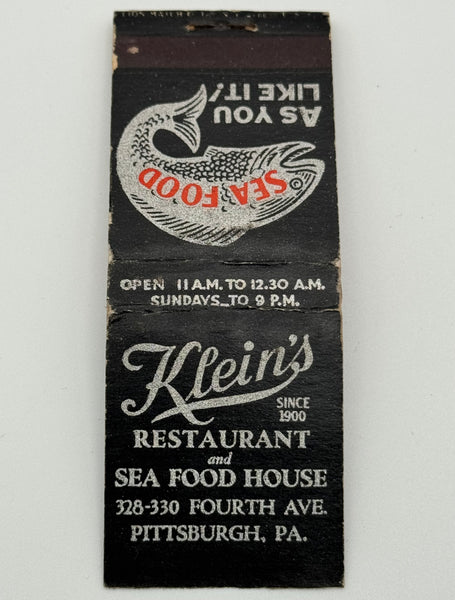 AS YOU
LIKE IT!
SEA FOOD
OPEN 11 A.M. TO 12.30 A.M.
SUNDAYS TO 9 P.M.
Klein's
SINCE
1900
RESTAURANT
and
SEA FOOD HOUSE
328-330 FOURTH AVE.
PITTSBURGH, PA.